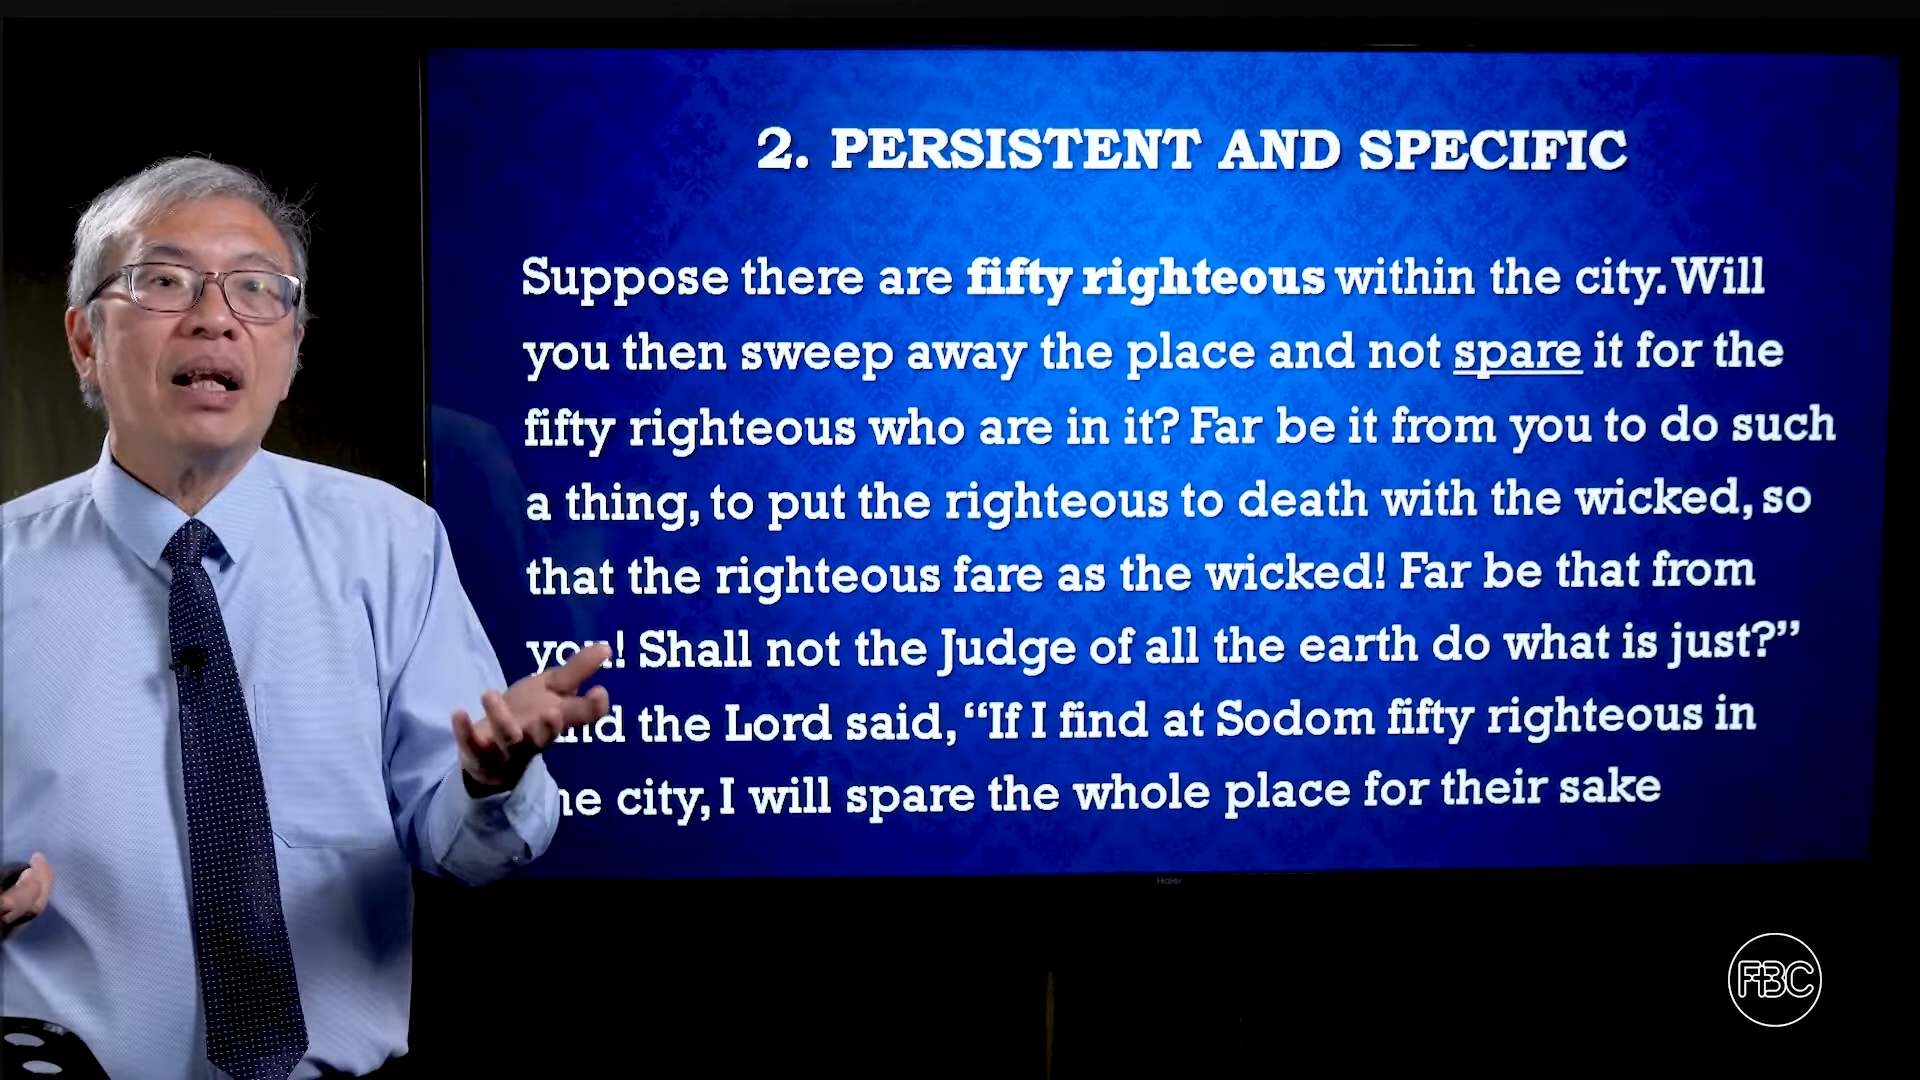 2. PERSISTENT AND SPECIFIC
Suppose there are fifty righteous within the city. Will
you then sweep away the place and not spare it for the
fifty righteous who are in it? Far be it from you to do such
a thing, to put the righteous to death with the wicked, so
that the righteous fare as the wicked! Far be that from
you! Shall not the Judge of all the earth do what is just?”
the Lord said, “If I find at Sodom fifty righteous in
city, I will spare the whole place for their sake
Haier
FBC